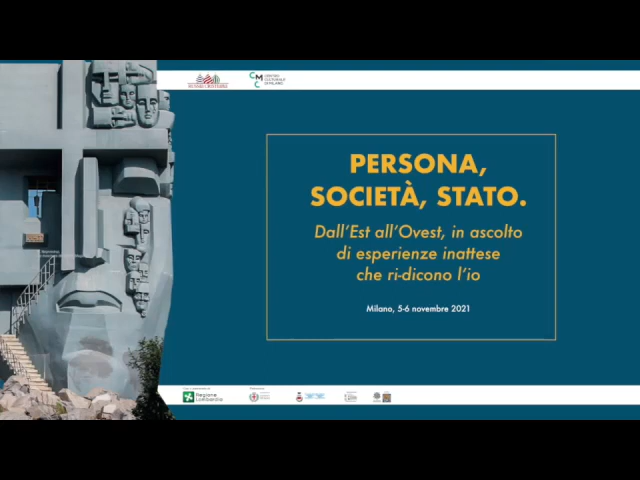 CENTRO
CULTURALE
DI MILANO
PERSONA,
SOCIETÀ, STATO.
Dall'Est all'Ovest, in ascolto
di esperienze inattese
che ri-dicono l'io
Milano, 5-6 novembre 2021
Regione
Lombardia